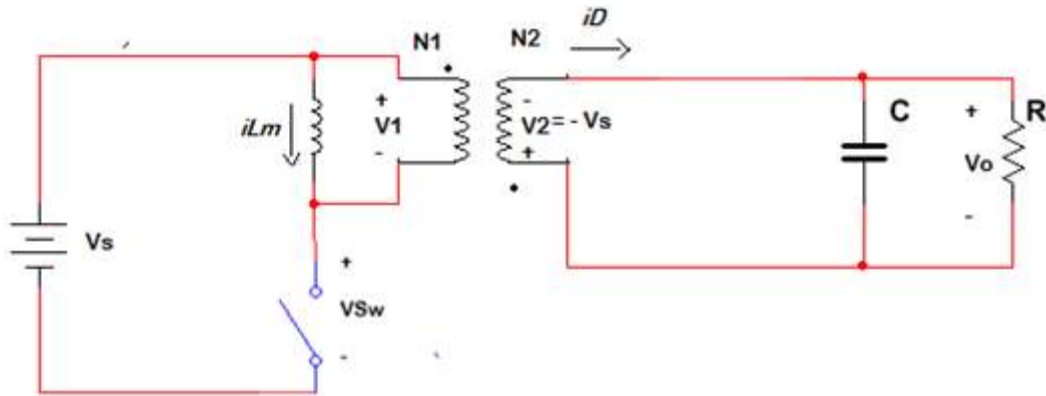 iD
N1
N2
+
-
+
iLm
V1
V2 = - Vs
C
R
-
+
Vo
-
Vs
+
VSw
-